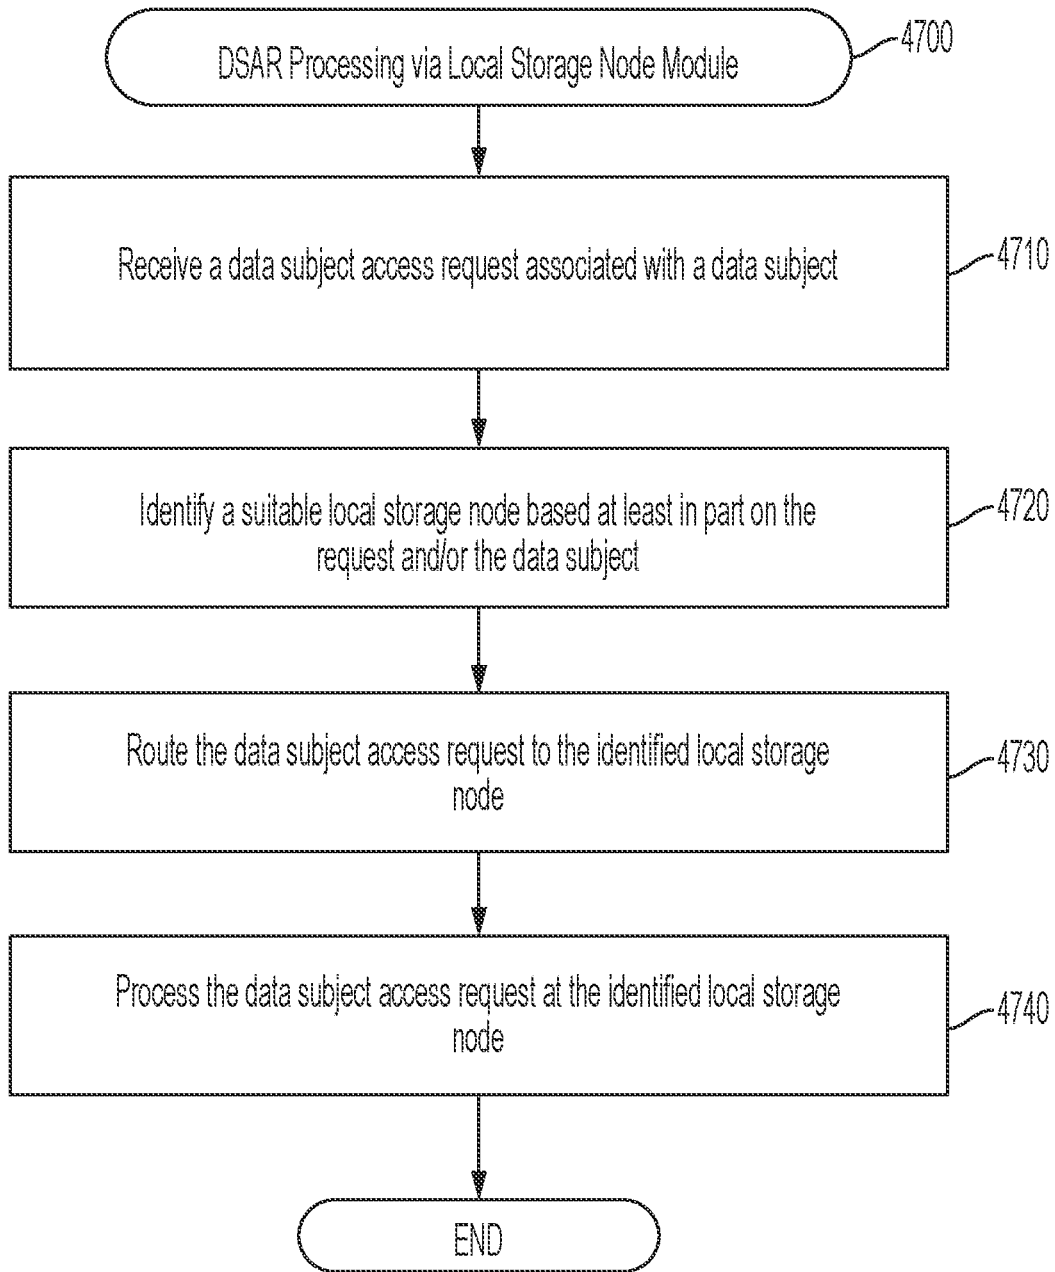 DSAR Processing via Local Storage Node Module
4700
Receive a data subject access request associated with a data subject
4710
Identify a suitable local storage node based at least in part on the
request and/or the data subject
4720
Route the data subject access request to the identified local storage
node
4730
Process the data subject access request at the identified local storage
node
4740
END